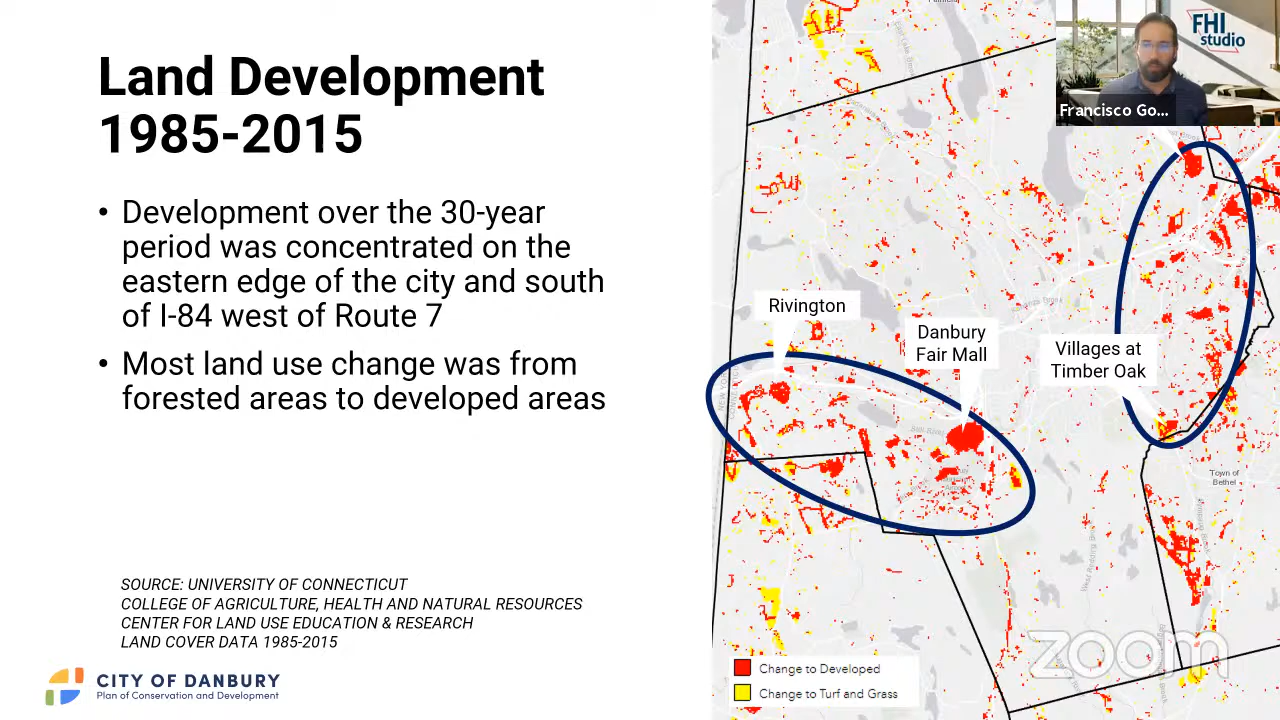 Land Development
1985-2015
• Development over the 30-year
period was concentrated on the
eastern edge of the city and south
of I-84 west of Route 7
• Most land use change was from
forested areas to developed areas
SOURCE: UNIVERSITY OF CONNECTICUT
COLLEGE OF AGRICULTURE, HEALTH AND NATURAL RESOURCES
CENTER FOR LAND USE EDUCATION & RESEARCH
LAND COVER DATA 1985-2015
CITY OF DANBURY
Plan of Conservation and Development
FHI
studio
Francisco Go...
Rivington
Danbury
Fair Mall
Villages at
Timber Oak
Town of
Bethel
Change to Developed
Change to Turf and Grass
zoom